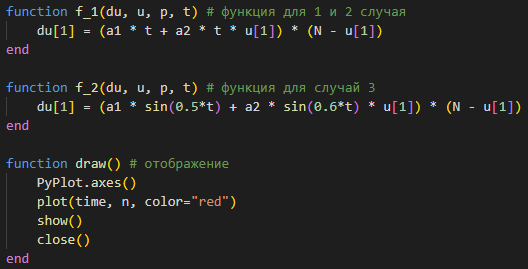 function f_1(du, u, p, t) # функция для 1 и 2 случая
    du[1] = (a1 * t + a2 * t * u[1]) * (N - u[1])
end
function f_2(du, u, p, t) # функция для случай 3
    du[1] = (a1 * sin(0.5*t) + a2 * sin(0.6*t) * u[1]) * (N - u[1])
end
function draw() # отображение
    PyPlot.axes()
    plot(time, n, color="red")
    show()
    close()
end